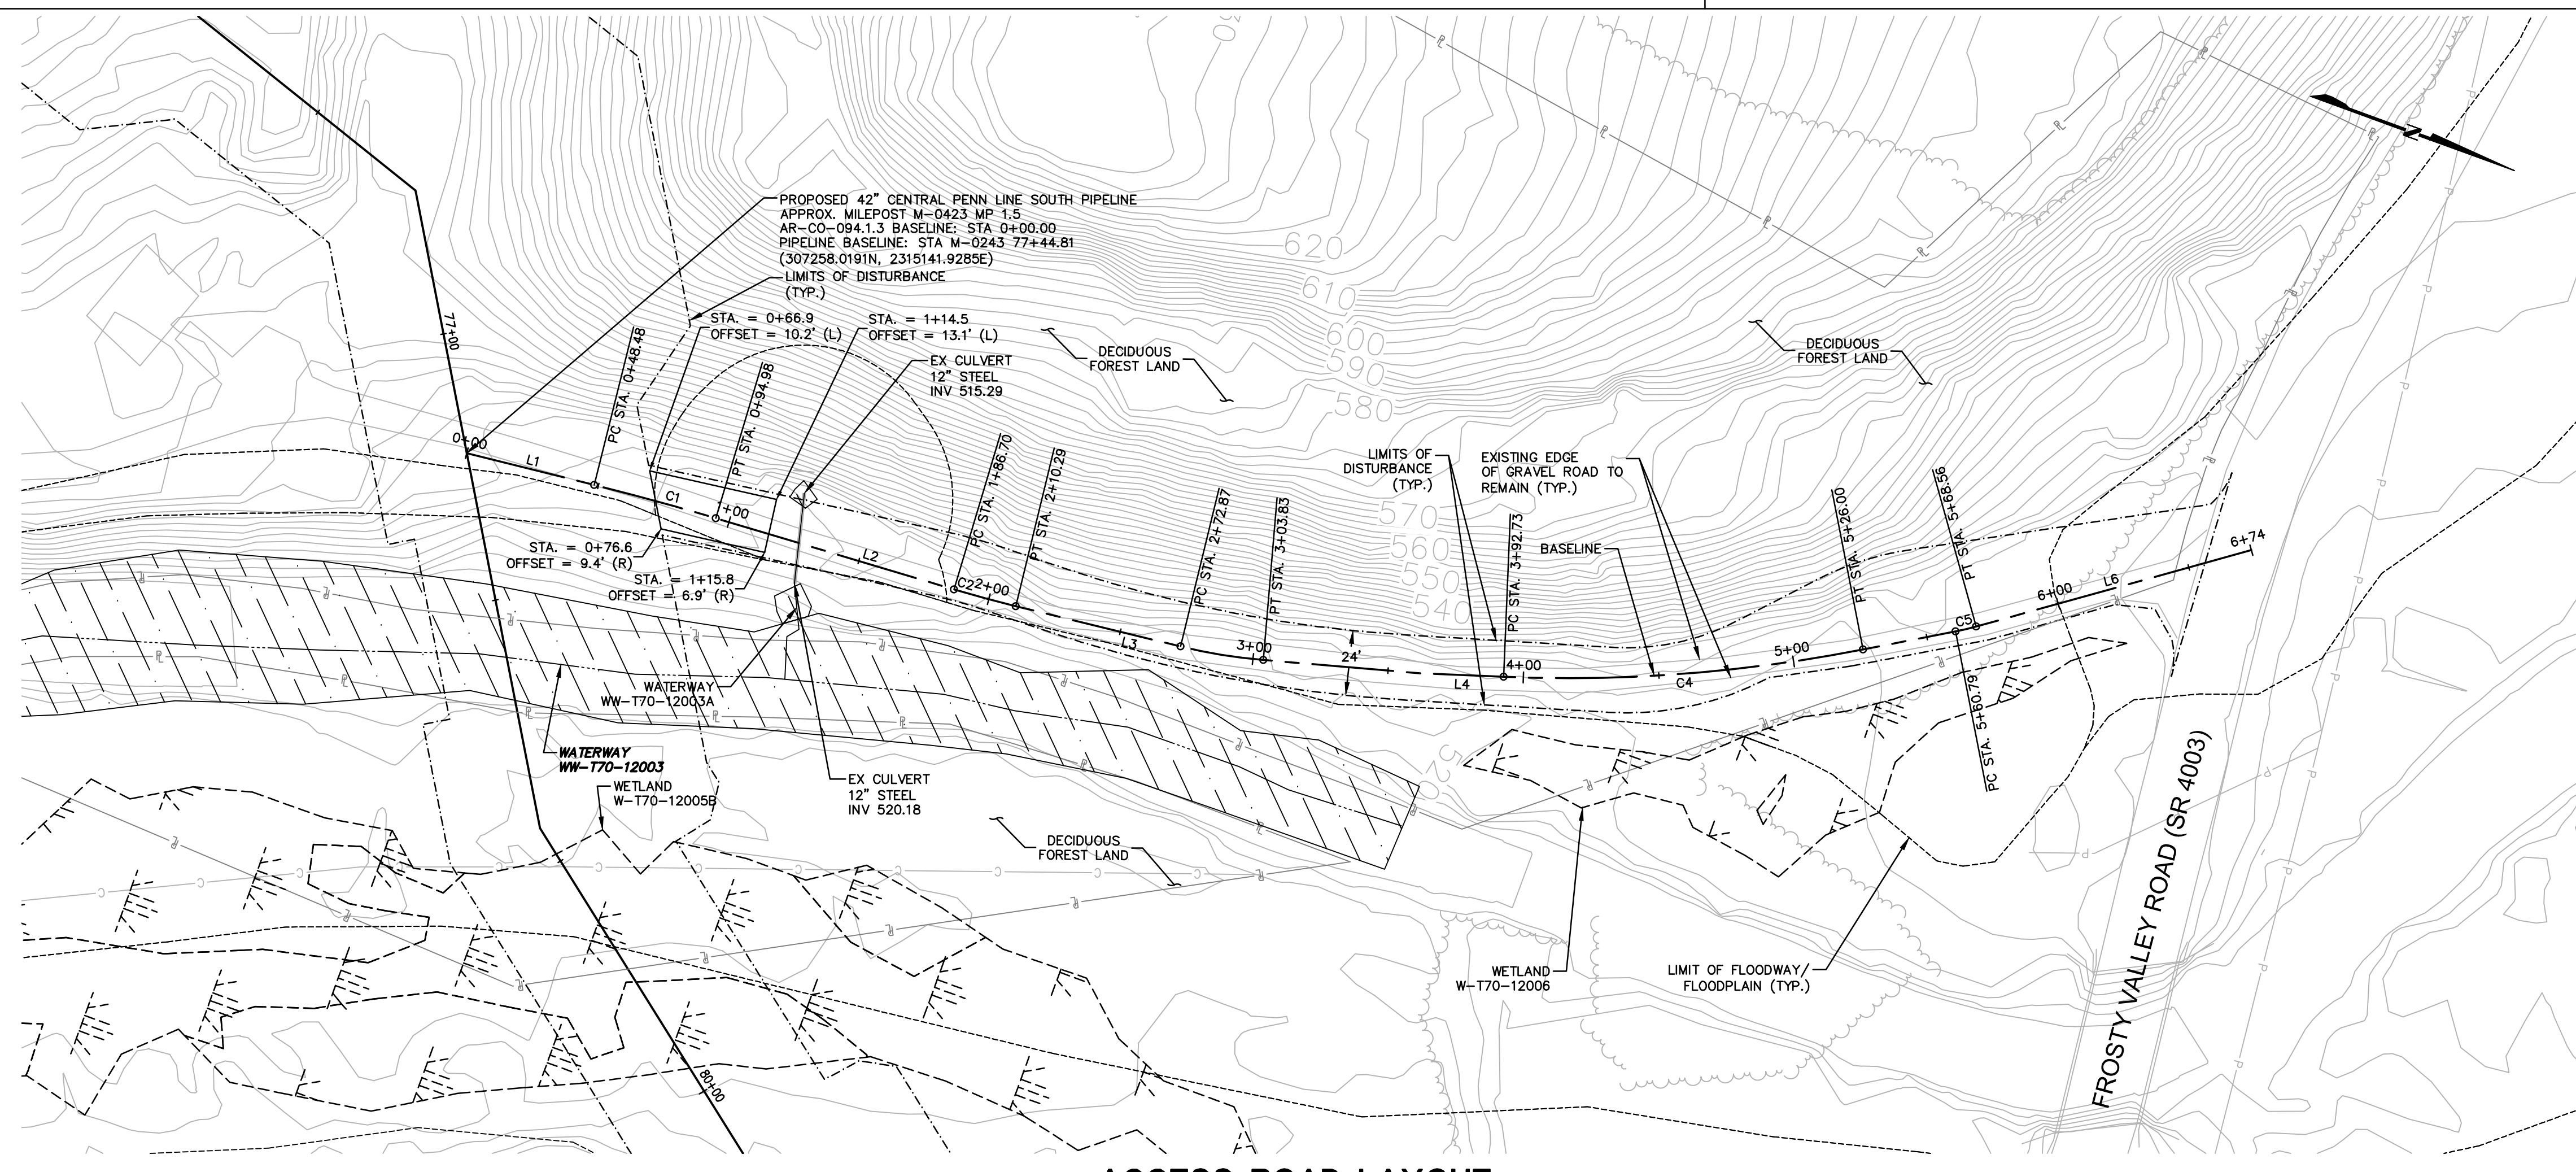 PROPOSED 42" CENTRAL PENN LINE SOUTH PIPELINE
APPROX. MILEPOST M-0423 MP 1.5
AR-CO-094.1.3 BASELINE: STA 0+00.00
PIPELINE BASELINE: STA M-0243 77+44.81
(307258.0191N, 2315141.9285E)
LIMITS OF DISTURBANCE
(TYP.)
STA. = 0+66.9
OFFSET = 10.2' (L)
STA. = 1+14.5
OFFSET = 13.1' (L)
EX CULVERT
12" STEEL
INV 515.29
DECIDUOUS
FOREST LAND
DECIDUOUS
FOREST LAND
N
620
610
600
590
580
570
560
550
540
77+00
0+00
L1
PC STA. 0+48.48
C1
PT STA. 0+94.98
+00
L2
PC STA. 1+86.70
C2
2+00
PT STA. 2+10.29
L3
PC STA. 2+72.87
3+00
PT STA. 3+03.83
24'
L4
PC STA. 3+92.73
4+00
C4
5+00
PT STA. 5+26.00
PT STA. 5+68.56
C5
PC STA. 5+60.79
6+00
L6
6+74
LIMITS OF
DISTURBANCE
(TYP.)
EXISTING EDGE
OF GRAVEL ROAD TO
REMAIN (TYP.)
BASELINE
STA. = 0+76.6
OFFSET = 9.4' (R)
STA. = 1+15.8
OFFSET = 6.9' (R)
WATERWAY
WW-T70-12003A
WATERWAY
WW-T70-12003
WETLAND
W-T70-12005B
EX CULVERT
12" STEEL
INV 520.18
DECIDUOUS
FOREST LAND
WETLAND
W-T70-12006
LIMIT OF FLOODWAY/
FLOODPLAIN (TYP.)
FROSTY VALLEY ROAD (SR 4003)
80+00
ACCESS ROAD LAYOUT